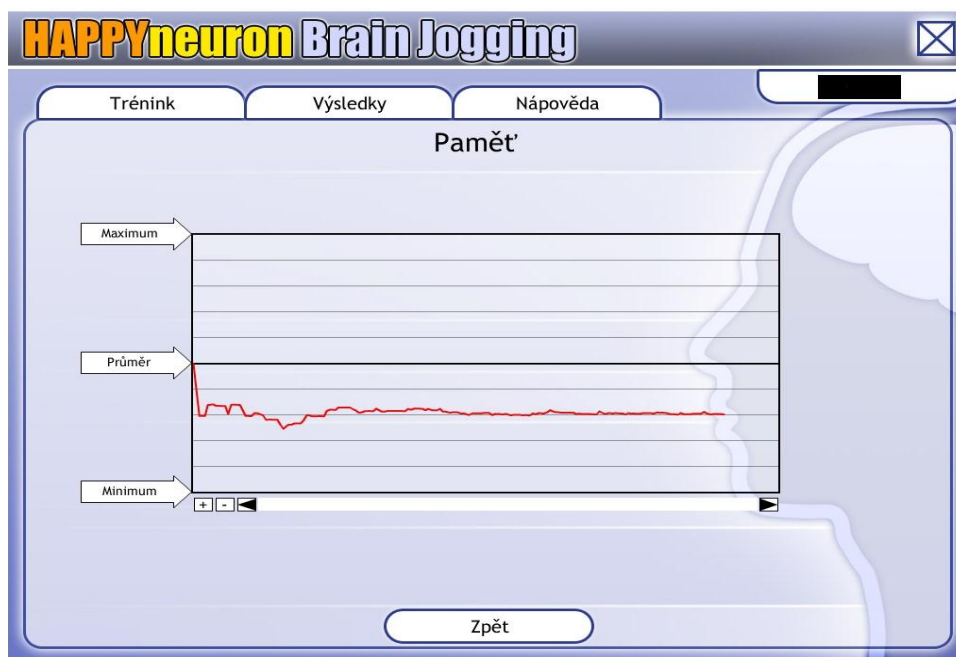 HAPPYneuron Brain Jogging
Trénink
Výsledky
Nápověda
Paměť
Maximum
Průměr
Minimum
+ -
Zpět